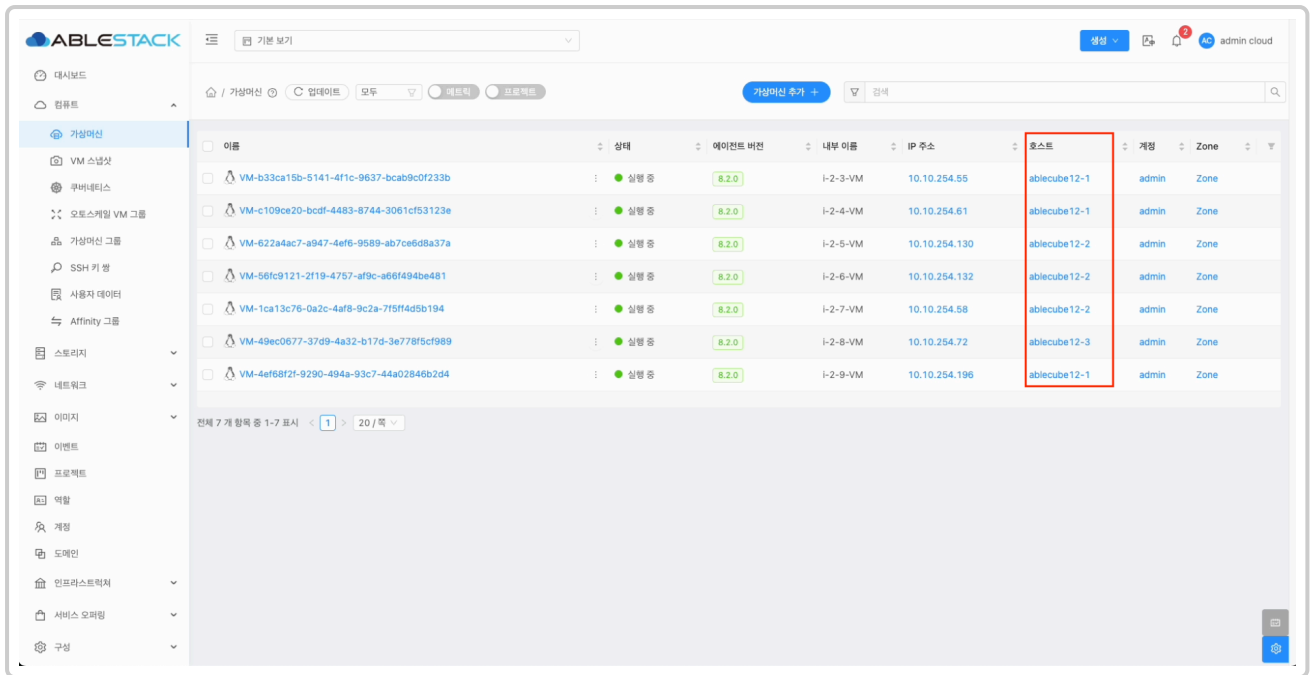 ABLESTACK
기본 보기
생성
2
AC
admin cloud
대시보드
컴퓨트
가상머신
VM 스냅샷
쿠버네티스
오토스케일 VM 그룹
가상머신 그룹
SSH 키 쌍
사용자 데이터
Affinity 그룹
스토리지
네트워크
이미지
이벤트
프로젝트
역할
계정
도메인
인프라스트럭쳐
서비스 오퍼링
구성
/ 가상머신 업데이트 모두 메트릭 프로젝트 가상머신 추가 + 검색
이름 상태 에이전트 버전 내부 이름 IP 주소 호스트 계정 Zone
VM-b33ca15b-5141-4f1c-9637-bcab9c0f233b 실행 중 8.2.0 i-2-3-VM 10.10.254.55 ablecube12-1 admin Zone
VM-c109ce20-bcdf-4483-8744-3061cf53123e 실행 중 8.2.0 i-2-4-VM 10.10.254.61 ablecube12-1 admin Zone
VM-622a4ac7-a947-4ef6-9589-ab7ce6d8a37a 실행 중 8.2.0 i-2-5-VM 10.10.254.130 ablecube12-2 admin Zone
VM-56fc9121-2f19-4757-af9c-a66f494be481 실행 중 8.2.0 i-2-6-VM 10.10.254.132 ablecube12-2 admin Zone
VM-1ca13c76-0a2c-4af8-9c2a-7f5ff4d5b194 실행 중 8.2.0 i-2-7-VM 10.10.254.58 ablecube12-2 admin Zone
VM-49ec0677-37d9-4a32-b17d-3e778f5cf989 실행 중 8.2.0 i-2-8-VM 10.10.254.72 ablecube12-3 admin Zone
VM-4ef68f2f-9290-494a-93c7-44a02846b2d4 실행 중 8.2.0 i-2-9-VM 10.10.254.196 ablecube12-1 admin Zone
전체 7 개 항목 중 1-7 표시 < 1 > 20 / 쪽